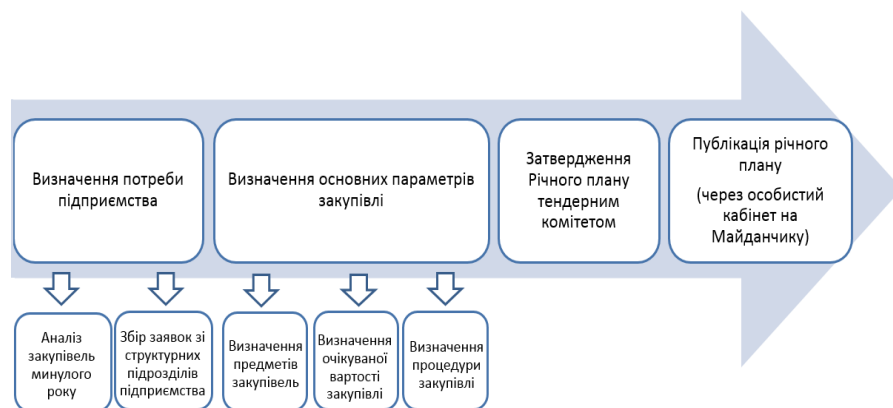 Визначення потреби
підприємства
Визначення основних параметрів
закупівлі
Затвердження
Річного плану
тендерним
комітетом
Публікація річного
плану
(через особистий
кабінет на
Майданчику)
Аналіз
закупівель
минулого
року
Збір заявок зі
структурних
підрозділів
підприємства
Визначення
предметів
закупівель
Визначення
очікуваної
вартості
закупівлі
Визначення
процедури
закупівлі